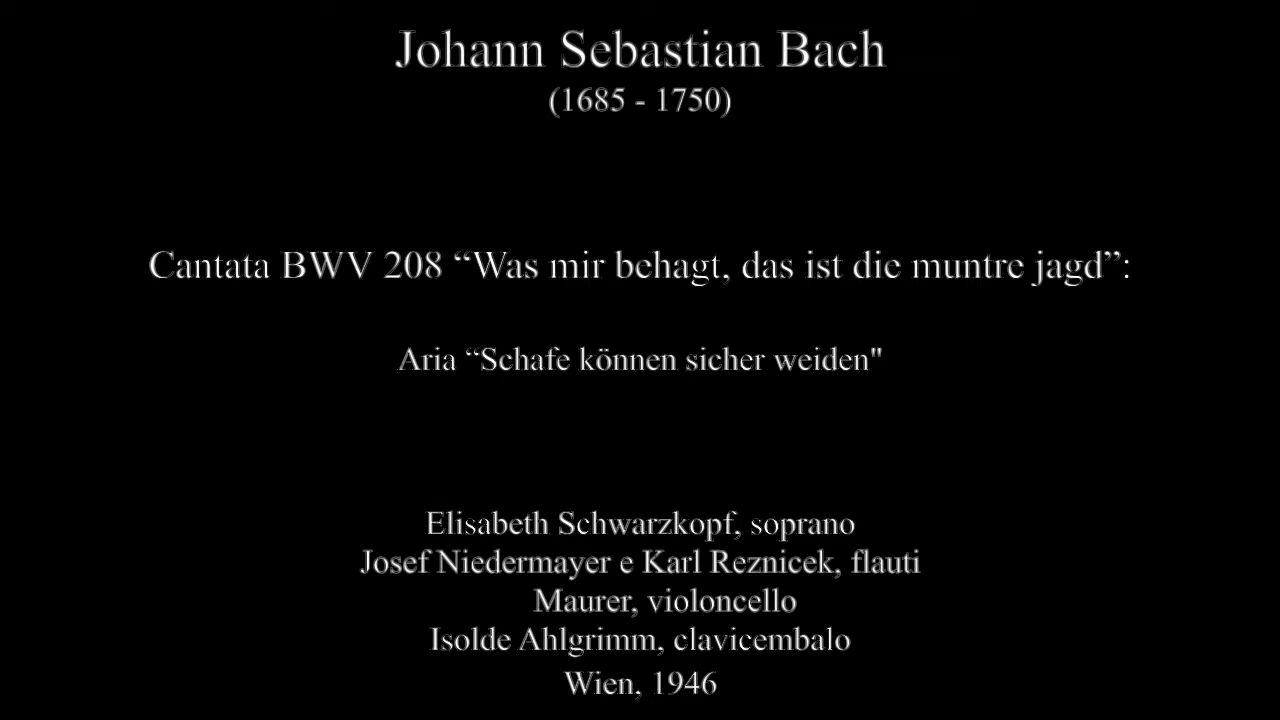 Johann Sebastian Bach
(1685 - 1750)
Cantata BWV 208 “Was mir behagt, das ist die muntre jagd”:
Aria “Schafe können sicher weiden"
Elisabeth Schwarzkopf, soprano
Josef Niedermayer e Karl Reznicek, flauti
Maurer, violoncello
Isolde Ahlgrimm, clavicembalo
Wien, 1946